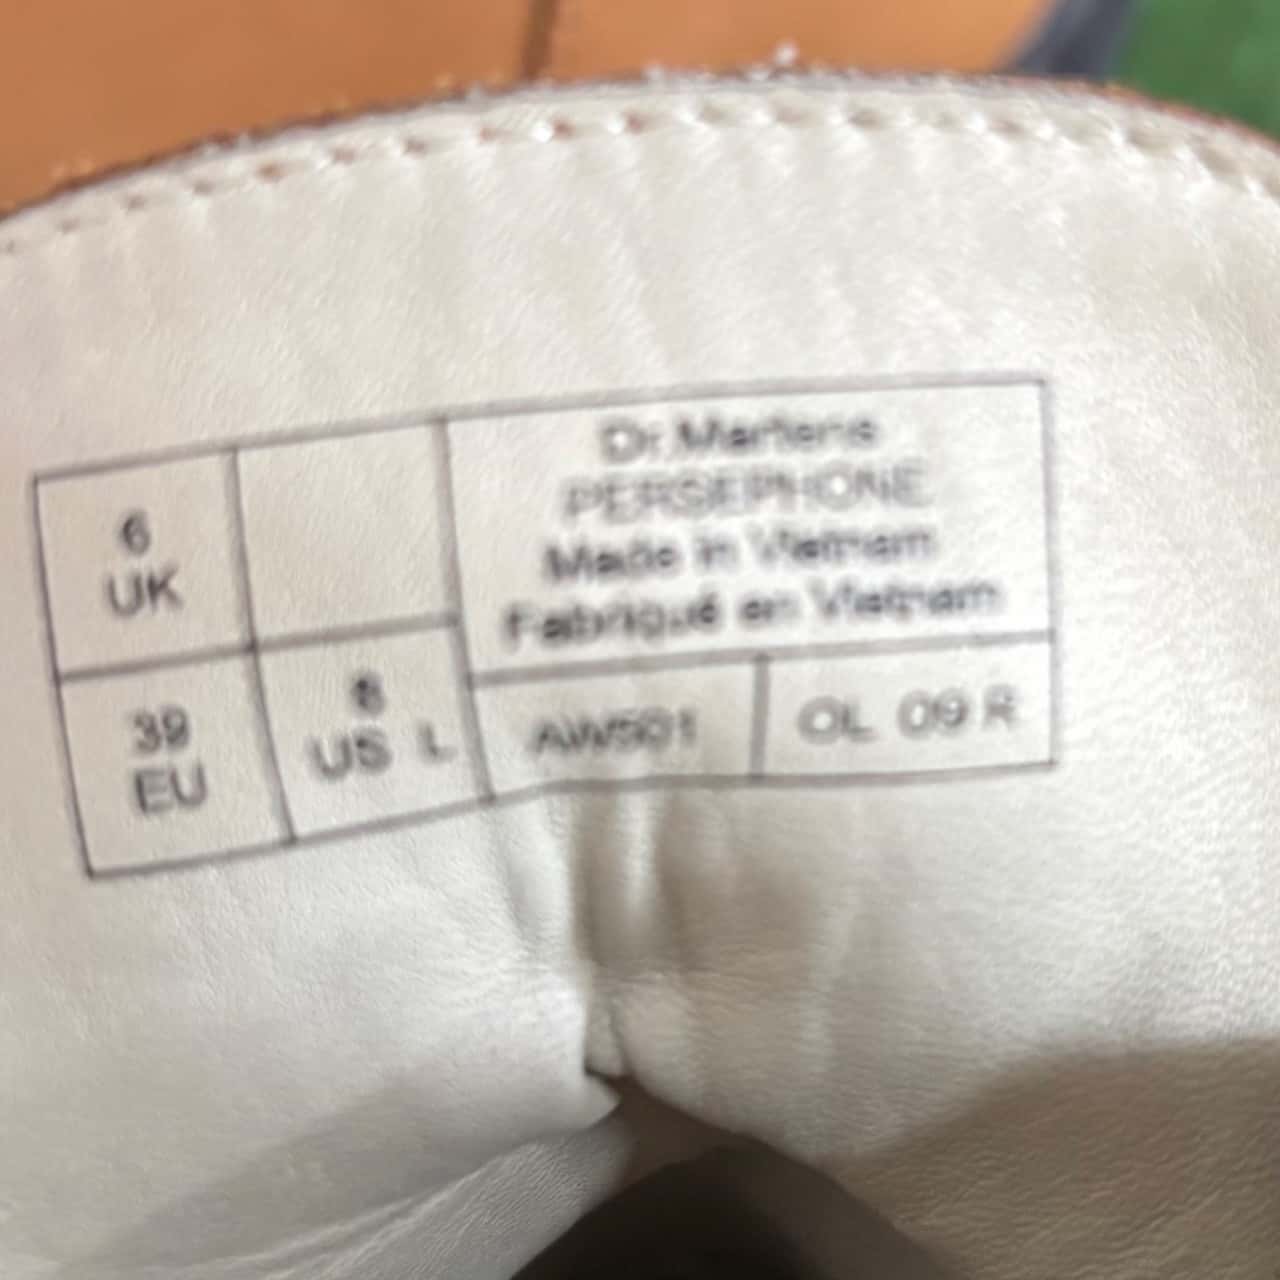 6
UK
39
EU
8
US L
Dr.Martens
PERSEPHONE
Made in Vietnam
Fabriqué en Vietnam
AW501
OL 09 R